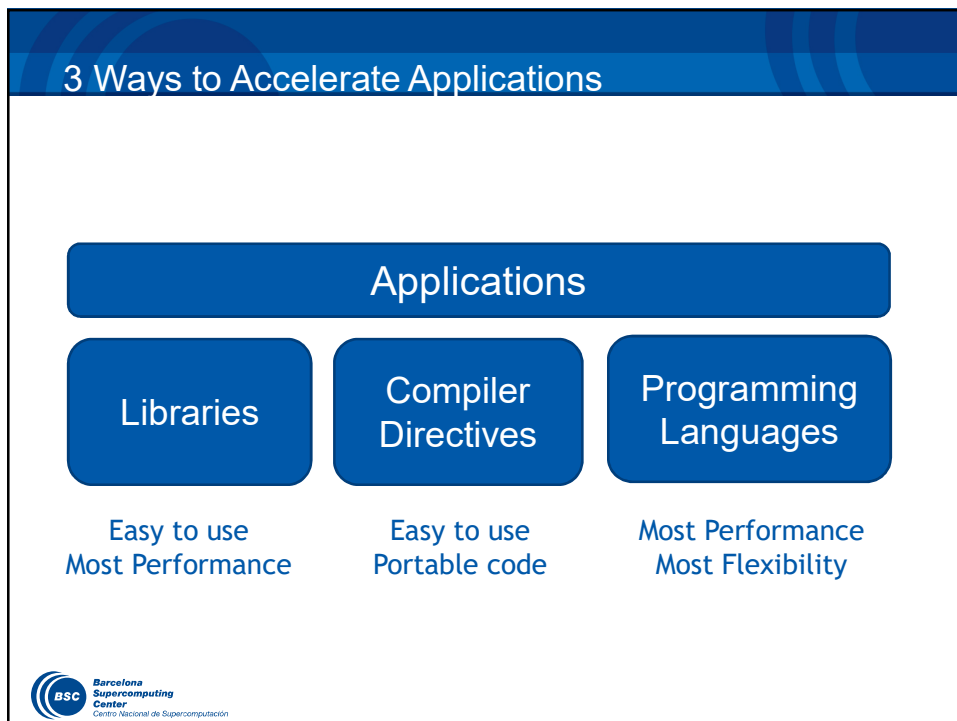 3 Ways to Accelerate Applications
Applications
Libraries
Compiler
Directives
Programming
Languages
Easy to use
Most Performance
Easy to use
Portable code
Most Performance
Most Flexibility
BSC
Barcelona
Supercomputing
Center
Centro Nacional de Supercomputación